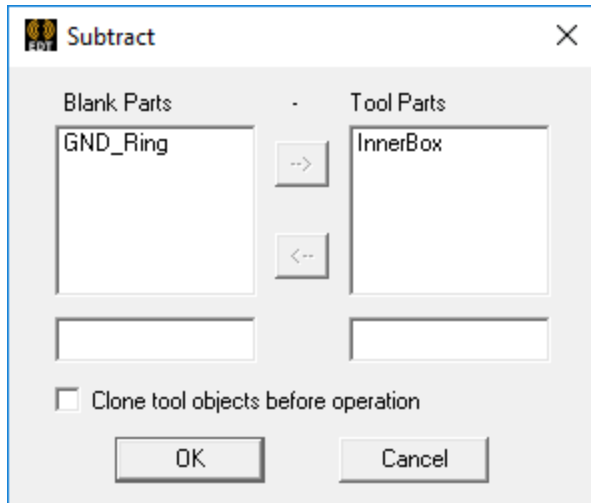 EDT Subtract
Blank Parts - Tool Parts
GND_Ring --> InnerBox
<--
Clone tool objects before operation
OK Cancel